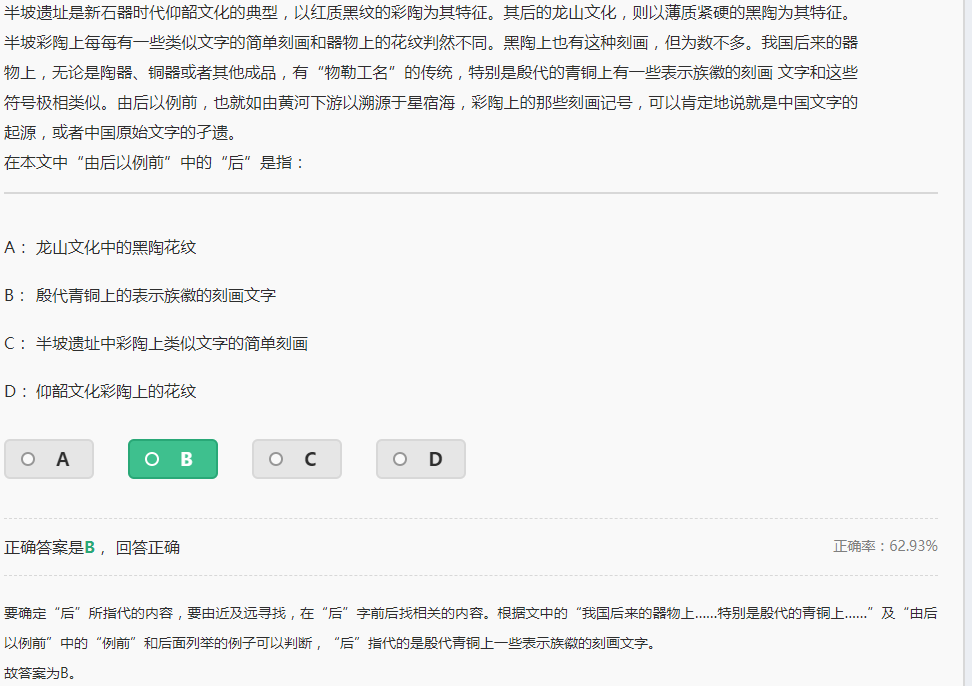 半坡遗址是新石器时代仰韶文化的典型，以红质黑纹的彩陶为其特征。其后的龙山文化，则以薄质紧硬的黑陶为其特征。
半坡彩陶上每每有一些类似文字的简单刻画和器物上的花纹判然不同。黑陶上也有这种刻画，但为数不多。我国后来的器
物上，无论是陶器、铜器或者其他成品，有“物勒工名”的传统，特别是殷代的青铜上有一些表示族徽的刻画 文字和这些
符号极相类似。由后以例前，也就如由黄河下游以溯源于星宿海，彩陶上的那些刻画记号，可以肯定地说就是中国文字的
起源，或者中国原始文字的孑遗。
在本文中“由后以例前”中的“后”是指：
A： 龙山文化中的黑陶花纹
B： 殷代青铜上的表示族徽的刻画文字
C： 半坡遗址中彩陶上类似文字的简单刻画
D： 仰韶文化彩陶上的花纹
A B C D
正确答案是B， 回答正确 正确率：62.93%
要确定“后”所指代的内容，要由近及远寻找，在“后”字前后找相关的内容。根据文中的“我国后来的器物上……特别是殷代的青铜上……”及“由后
以例前”中的“例前”和后面列举的例子可以判断，“后”指代的是殷代青铜上一些表示族徽的刻画文字。
故答案为B。